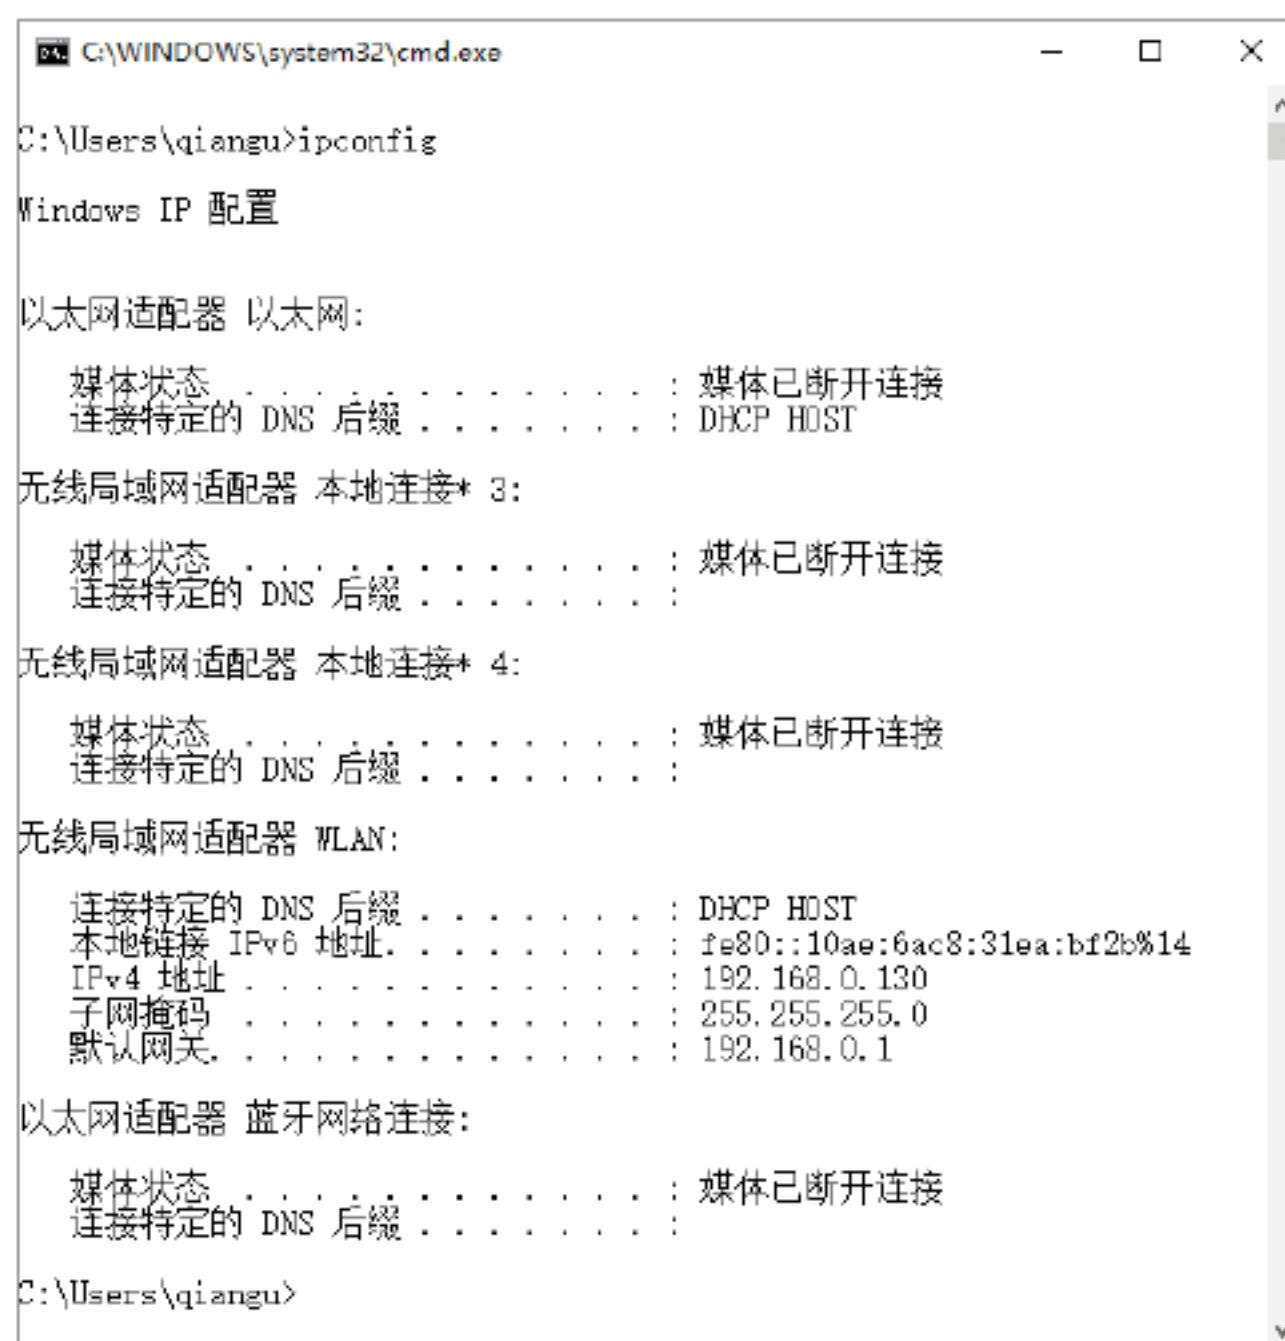 C:\WINDOWS\system32\cmd.exe
C:\Users\qiangu>ipconfig
Windows IP 配置
以太网适配器 以太网:
媒体状态 . . . . . . . . . . . . : 媒体已断开连接
连接特定的 DNS 后缀 . . . . . . . : DHCP HOST
无线局域网适配器 本地连接* 3:
媒体状态 . . . . . . . . . . . . : 媒体已断开连接
连接特定的 DNS 后缀 . . . . . . . :
无线局域网适配器 本地连接* 4:
媒体状态 . . . . . . . . . . . . : 媒体已断开连接
连接特定的 DNS 后缀 . . . . . . . :
无线局域网适配器 WLAN:
连接特定的 DNS 后缀 . . . . . . . : DHCP HOST
本地链接 IPv6 地址. . . . . . . . : fe80::10ae:6ac8:31ea:bf2b%14
IPv4 地址 . . . . . . . . . . . . : 192.168.0.130
子网掩码 . . . . . . . . . . . . : 255.255.255.0
默认网关. . . . . . . . . . . . . : 192.168.0.1
以太网适配器 蓝牙网络连接:
媒体状态 . . . . . . . . . . . . : 媒体已断开连接
连接特定的 DNS 后缀 . . . . . . . :
C:\Users\qiangu>